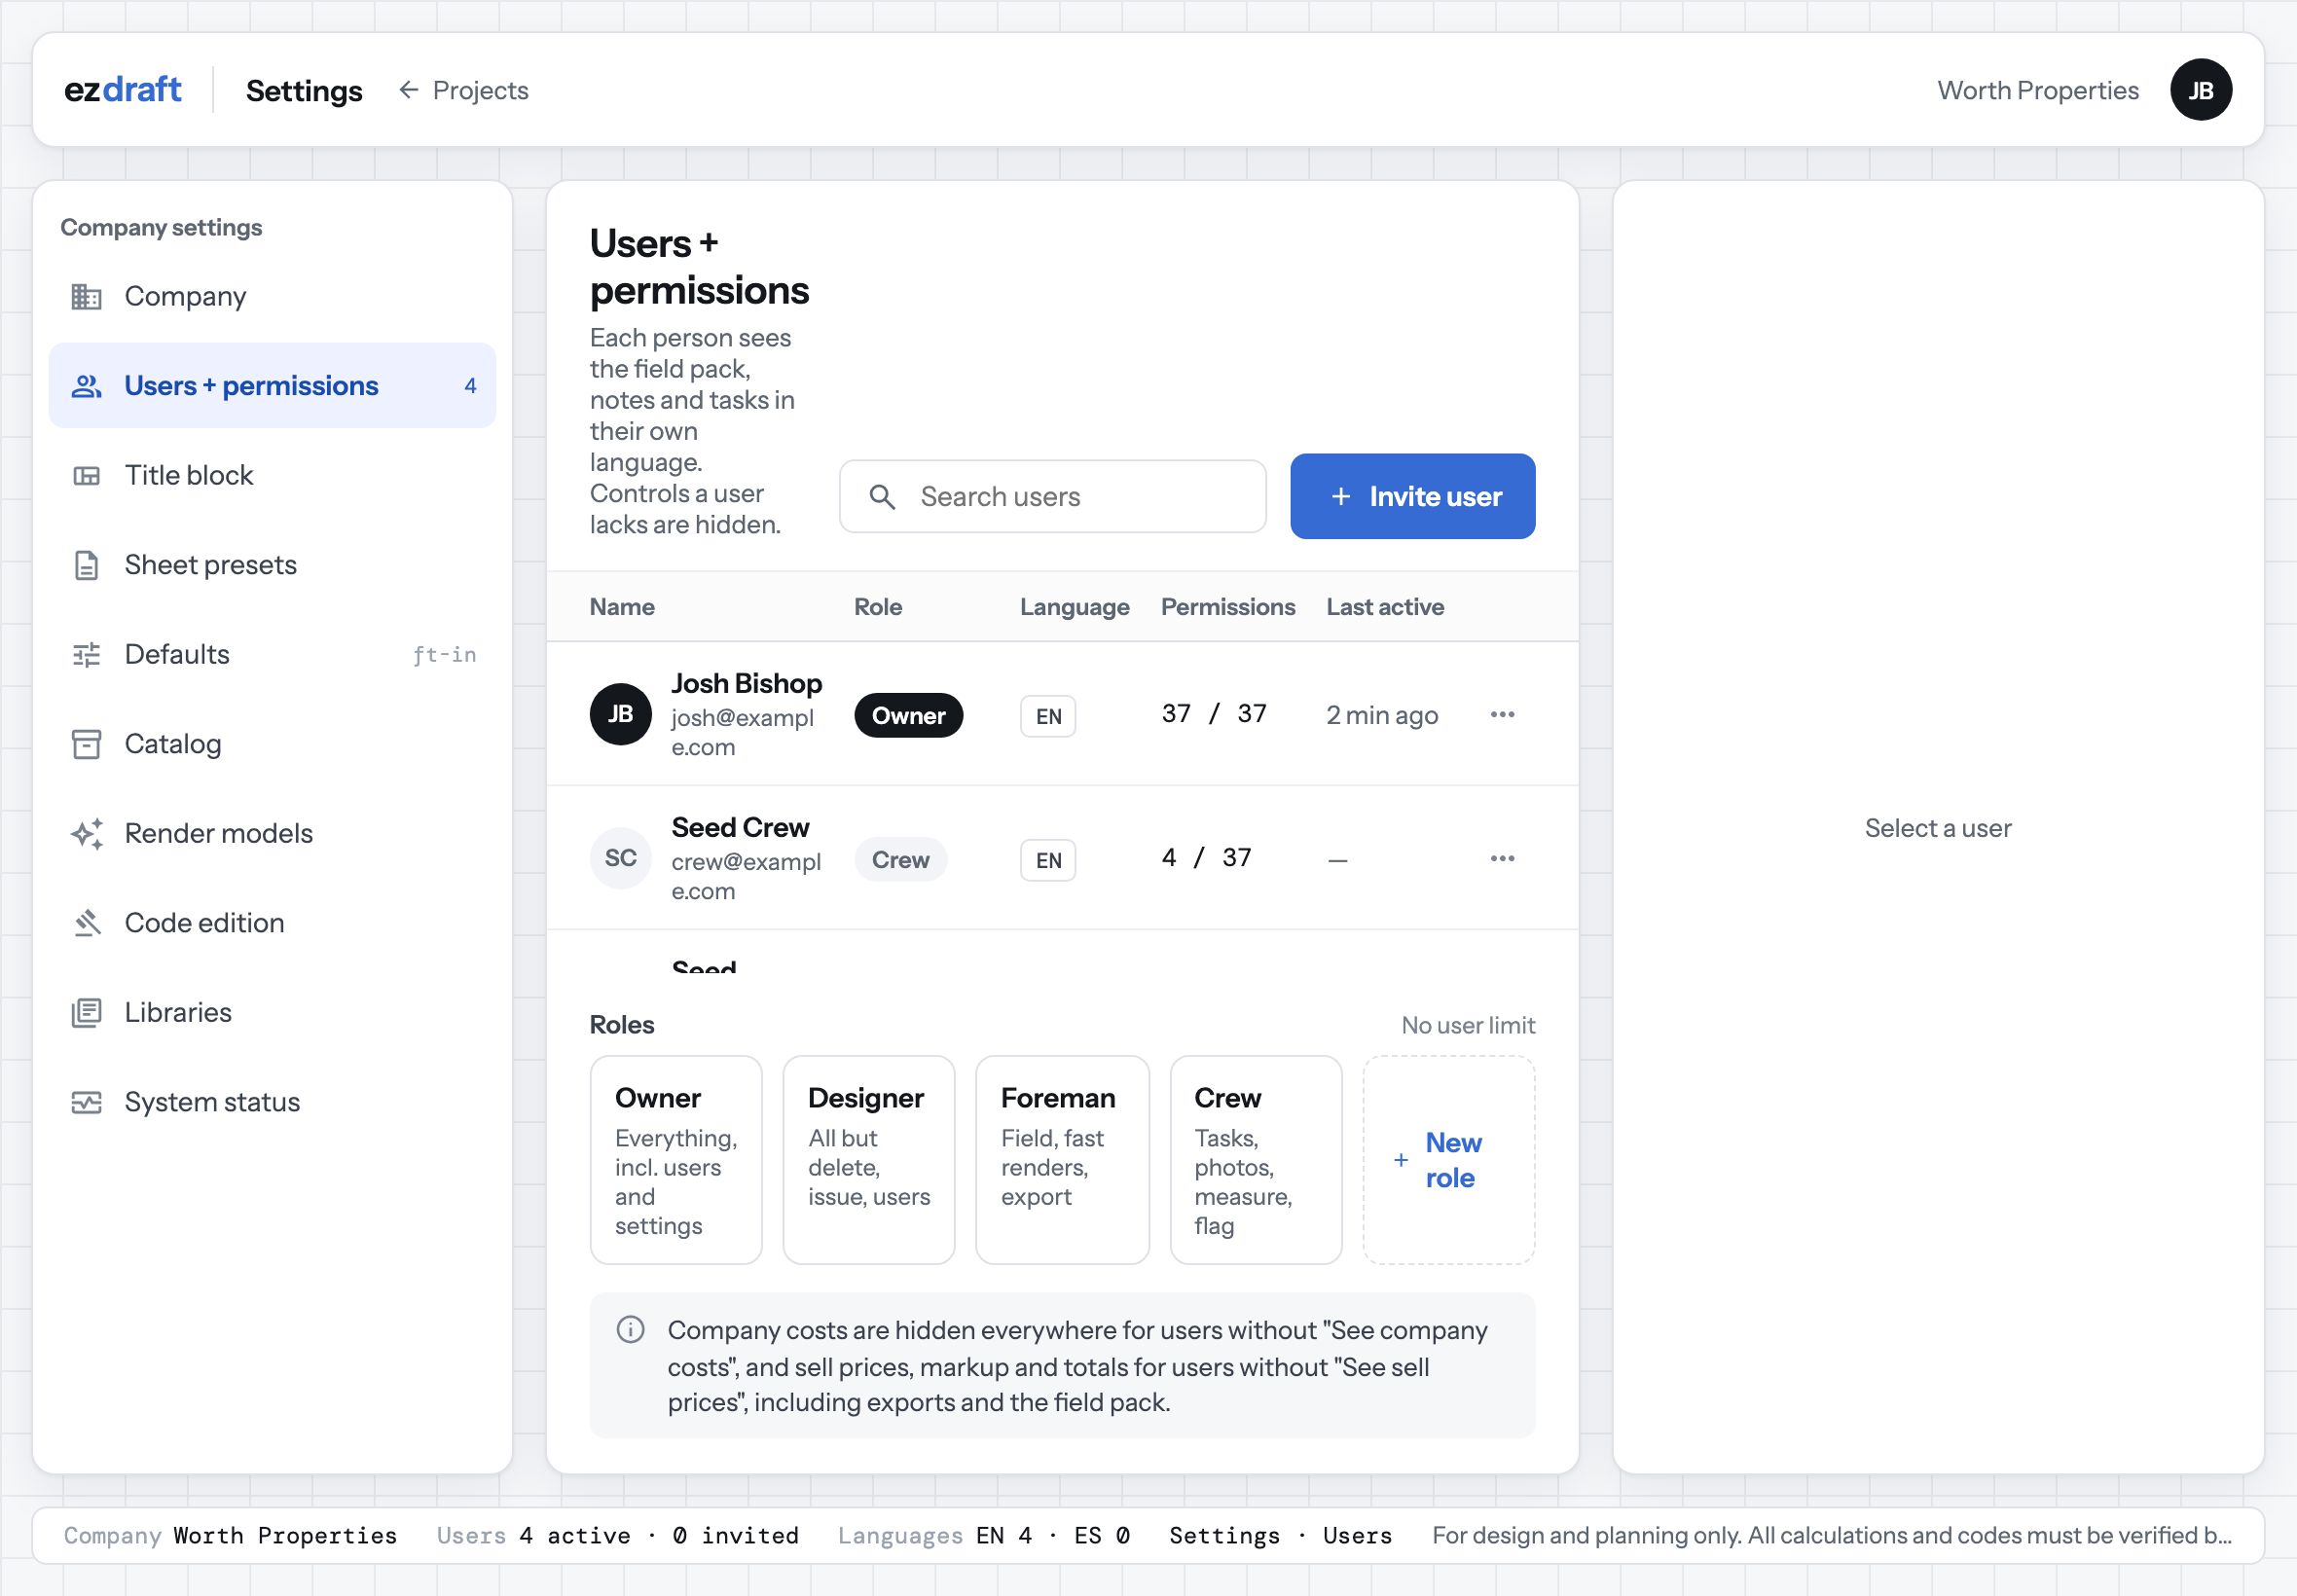 ezdraft
Settings
← Projects
Worth Properties
JB
Company settings
Company
Users + permissions 4
Title block
Sheet presets
Defaults ft-in
Catalog
Render models
Code edition
Libraries
System status
Users +
permissions
Each person sees
the field pack,
notes and tasks in
their own
language.
Controls a user
lacks are hidden.
Search users
+ Invite user
Name Role Language Permissions Last active
JB
Josh Bishop
josh@exampl
e.com
Owner
EN
37 / 37
2 min ago
SC
Seed Crew
crew@exampl
e.com
Crew
EN
4 / 37
—
Seed
Roles
No user limit
Owner
Everything,
incl. users
and
settings
Designer
All but
delete,
issue, users
Foreman
Field, fast
renders,
export
Crew
Tasks,
photos,
measure,
flag
+ New
role
Company costs are hidden everywhere for users without "See company
costs", and sell prices, markup and totals for users without "See sell
prices", including exports and the field pack.
Select a user
Company Worth Properties Users 4 active · 0 invited Languages EN 4 · ES 0 Settings · Users For design and planning only. All calculations and codes must be verified b...